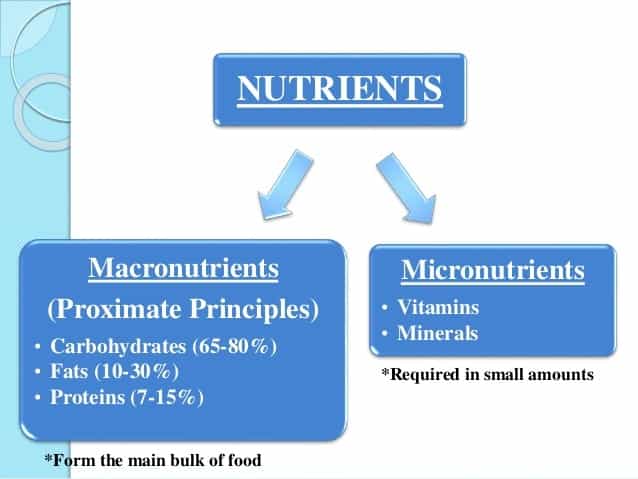 NUTRIENTS
Macronutrients
(Proximate Principles)
• Carbohydrates (65-80%)
• Fats (10-30%)
• Proteins (7-15%)
*Form the main bulk of food
Micronutrients
• Vitamins
• Minerals
*Required in small amounts